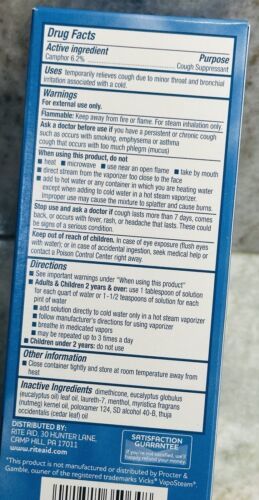 Drug Facts
Active ingredient Purpose
Camphor 6.2% Cough Suppressant
Uses temporarily relieves cough due to minor throat and bronchial
irritation associated with a cold.
Warnings
For external use only.
Flammable: Keep away from fire or flame. For steam inhalation only.
Ask a doctor before use if you have a persistent or chronic cough
such as occurs with smoking, emphysema or asthma
cough that occurs with too much phlegm (mucus)
When using this product, do not
■ heat ■ microwave ■ use near an open flame ■ take by mouth
■ direct stream from the vaporizer too close to the face
■ add to hot water or any container in which you are heating water
except when adding to cold water in a hot steam vaporizer.
Improper use may cause the mixture to splatter and cause burns.
Stop use and ask a doctor if cough lasts more than 7 days, comes
back, or occurs with fever, rash, or headache that lasts. These could
be signs of a serious condition.
Keep out of reach of children. In case of eye exposure (flush eyes
with water); or in case of accidental ingestion, seek medical help or
contact a Poison Control Center right away.
Directions
■ See important warnings under "When using this product"
■ Adults & Children 2 years & over: use 1 tablespoon of solution
for each quart of water or 1-1/2 teaspoons of solution for each
pint of water
■ add solution directly to cold water only in a hot steam vaporizer
■ follow manufacturer's directions for using vaporizer
■ breathe in medicated vapors
■ may be repeated up to 3 times a day
■ Children under 2 years: do not use
Other information
■ Close container tightly and store at room temperature away from
heat
Inactive Ingredients dimethicone, eucalyptus globulus
(eucalyptus oil) leaf oil, laureth-7, menthol, myristica fragrans
(nutmeg) kernel oil, poloxamer 124, SD alcohol 40-B, thuja
occidentalis (cedar leaf) oil
DISTRIBUTED BY:
RITE AID, 30 HUNTER LANE,
CAMP HILL, PA 17011
www.riteaid.com
SATISFACTION
GUARANTEE
If you're not satisfied, we'll
happily refund your money.
*This product is not manufactured or distributed by Procter &
Gamble, owner of the registered trademarks Vicks® VapoSteam®.